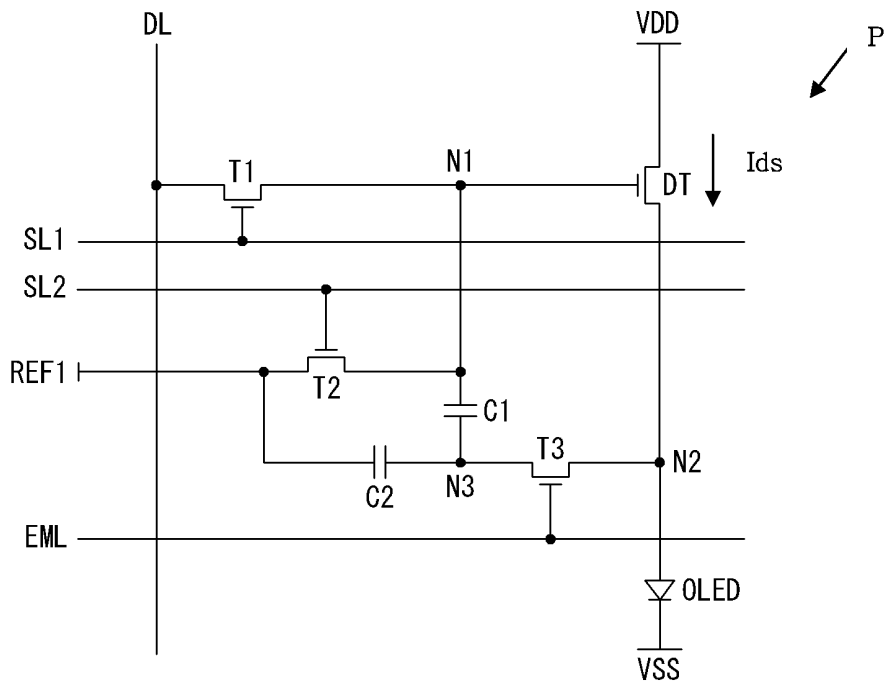 DL
VDD
P
T1
N1
Ids
DT
SL1
SL2
REF1
T2
C1
T3
N2
C2
N3
EML
OLED
VSS